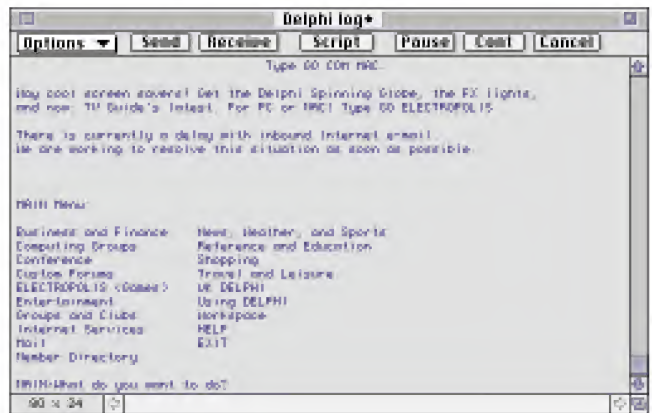 Delphi log*
Options ▼ Send Receive Script Pause Cont Cancel
Type GO COM MAC.
Way cool screen savers! Get the Delphi Spinning Globe, the FX lights,
and now: TV Guide's latest. For PC or MAC! Type GO ELECTROPOLIS
There is currently a delay with inbound Internet e-mail.
We are working to resolve this situation as soon as possible.
MAIN Menu:
Business and Finance News, Weather, and Sports
Computing Groups Reference and Education
Conference Shopping
Custom Forums Travel and Leisure
ELECTROPOLIS (Games) UK DELPHI
Entertainment Using DELPHI
Groups and Clubs Workspace
Internet Services HELP
Mail EXIT
Member Directory
MAIN>What do you want to do?
80 x 24